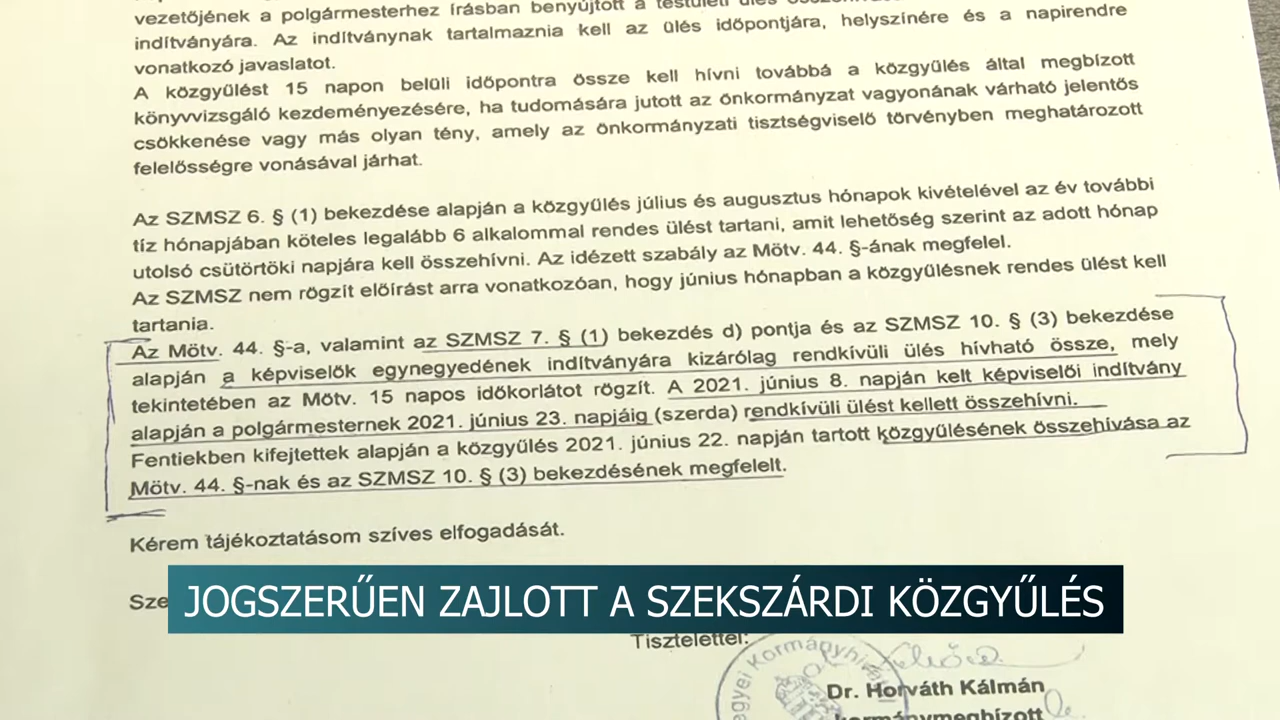 vezetőjének a polgármesterhez írásban benyújtott a testületi ülés
indítványára. Az indítványnak tartalmaznia kell az ülés időpontjára, helyszínére és a napirendre
vonatkozó javaslatot.
A közgyűlést 15 napon belüli időpontra össze kell hívni továbbá a közgyűlés által megbízott
könyvvizsgáló kezdeményezésére, ha tudomására jutott az önkormányzat vagyonának várható jelentős
csökkenése vagy más olyan tény, amely az önkormányzati tisztségviselő törvényben meghatározott
felelősségre vonásával járhat.
Az SZMSZ 6. § (1) bekezdése alapján a közgyűlés július és augusztus hónapok kivételével az év további
tíz hónapjában köteles legalább 6 alkalommal rendes ülést tartani, amit lehetőség szerint az adott hónap
utolsó csütörtöki napjára kell összehívni. Az idézett szabály az Mötv. 44. §-ának megfelel.
Az SZMSZ nem rögzít előírást arra vonatkozóan, hogy június hónapban a közgyűlésnek rendes ülést kell
tartania.
Az Mötv. 44. §-a, valamint az SZMSZ 7. § (1) bekezdés d) pontja és az SZMSZ 10. § (3) bekezdése
alapján a képviselők egynegyedének indítványára kizárólag rendkívüli ülés hívható össze, mely
tekintetében az Mötv. 15 napos időkorlátot rögzít. A 2021. június 8. napján kelt képviselői indítvány
alapján a polgármesternek 2021. június 23. napjáig (szerda) rendkívüli ülést kellett összehívni.
Fentiekben kifejtettek alapján a közgyűlés 2021. június 22. napján tartott közgyűlésének összehívása az
Mötv. 44. §-nak és az SZMSZ 10. § (3) bekezdésének megfelelt.
Kérem tájékoztatásom szíves elfogadását.
Sze
JOGSZERŰEN ZAJLOTT A SZEKSZÁRDI KÖZGYŰLÉS
Tisztelettel:
egyei Kormányhiv
Dr. Horváth Kálmán
kormánymegbízott